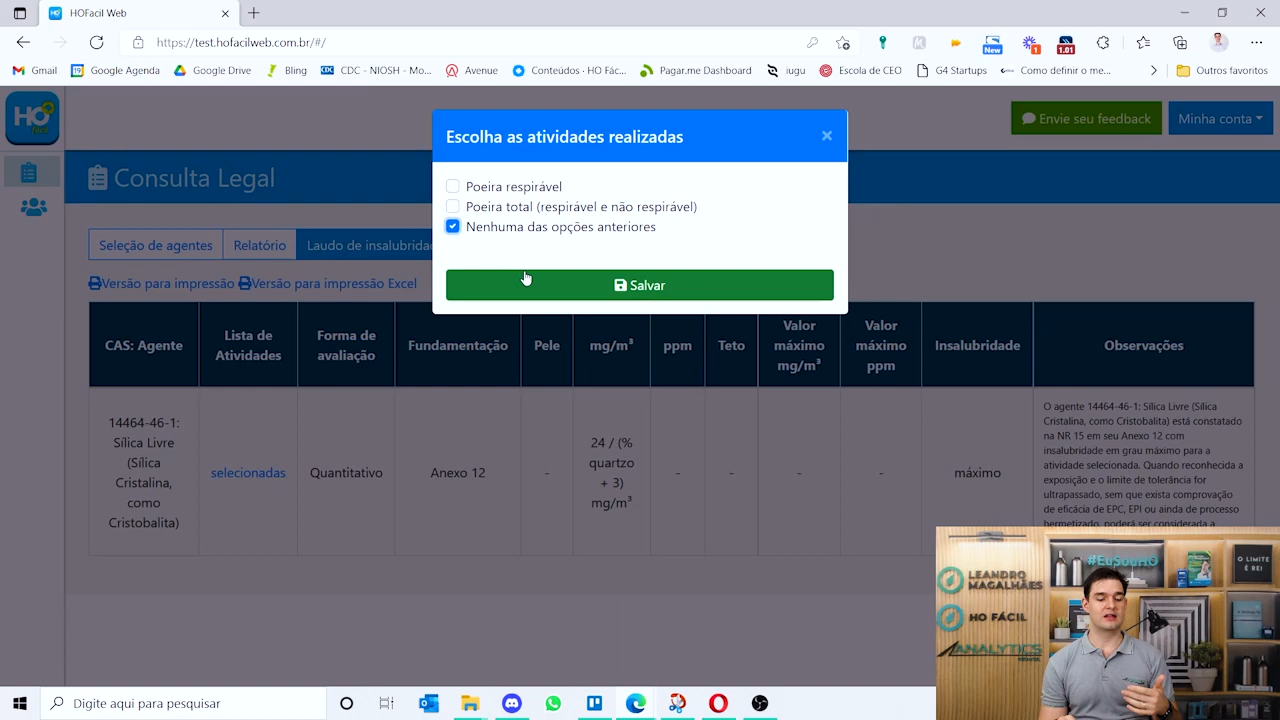 HOFacil Web
https://test.hofacilweb.com.br/#/
New
1
1.01
Gmail
Google Agenda
Google Drive
Bling
CDC - NIOSH - Mo...
Avenue
Conteúdos · HO Fác...
Pagar.me Dashboard
iugu
Escola de CEO
G4 Startups
Como definir o me...
Outros favoritos
HO
fácil
Escolha as atividades realizadas
Envie seu feedback
Minha conta
Consulta Legal
Poeira respirável
Poeira total (respirável e não respirável)
Nenhuma das opções anteriores
Salvar
Seleção de agentes
Relatório
Laudo de insalubridad
Versão para impressão
Versão para impressão Excel
CAS: Agente
Lista de
Atividades
Forma de
avaliação
Fundamentação
Pele
mg/m³
ppm
Teto
Valor
máximo
mg/m³
Valor
máximo
ppm
Insalubridade
Observações
14464-46-1:
Sílica Livre
(Sílica
Cristalina,
como
Cristobalita)
selecionadas
Quantitativo
Anexo 12
-
24 / (%
quartzo
+ 3)
mg/m³
-
-
-
-
máximo
O agente 14464-46-1: Sílica Livre (Sílica
Cristalina, como Cristobalita) está constatado
na NR 15 em seu Anexo 12 com
insalubridade em grau máximo para a
atividade selecionada. Quando reconhecida a
exposição e o limite de tolerância for
ultrapassado, sem que exista comprovação
de eficácia de EPC, EPI ou ainda de processo
hermetizado, poderá ser considerada a
LEANDRO
MAGALHÃES
HO FÁCIL
ANALYTICS
#EuSouHO
O LIMITE
É REI
Digite aqui para pesquisar